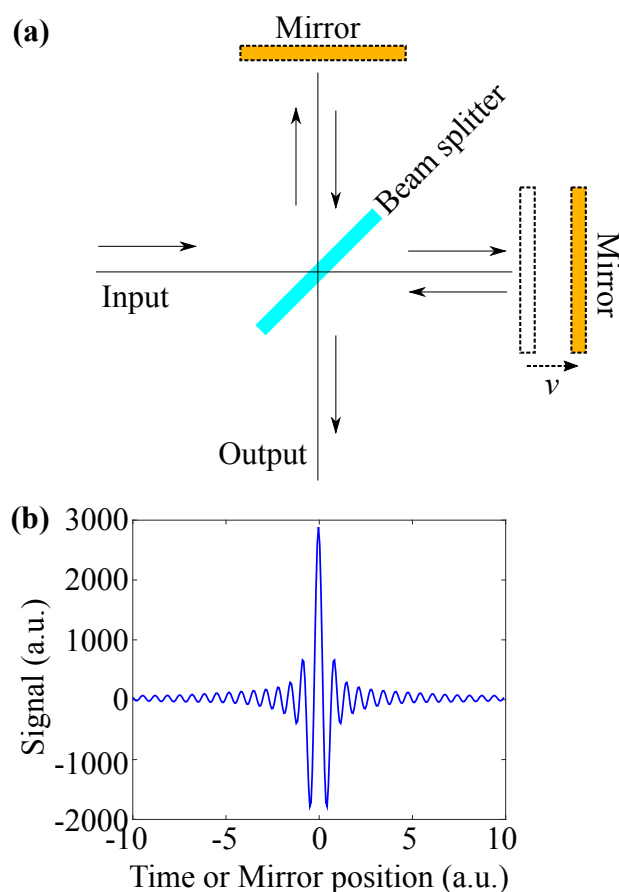 (a)
Mirror
Beam splitter
Input
Mirror
v
Output
(b)
3000
2000
1000
0
-1000
-2000
-10
-5
0
5
10
Signal (a.u.)
Time or Mirror position (a.u.)